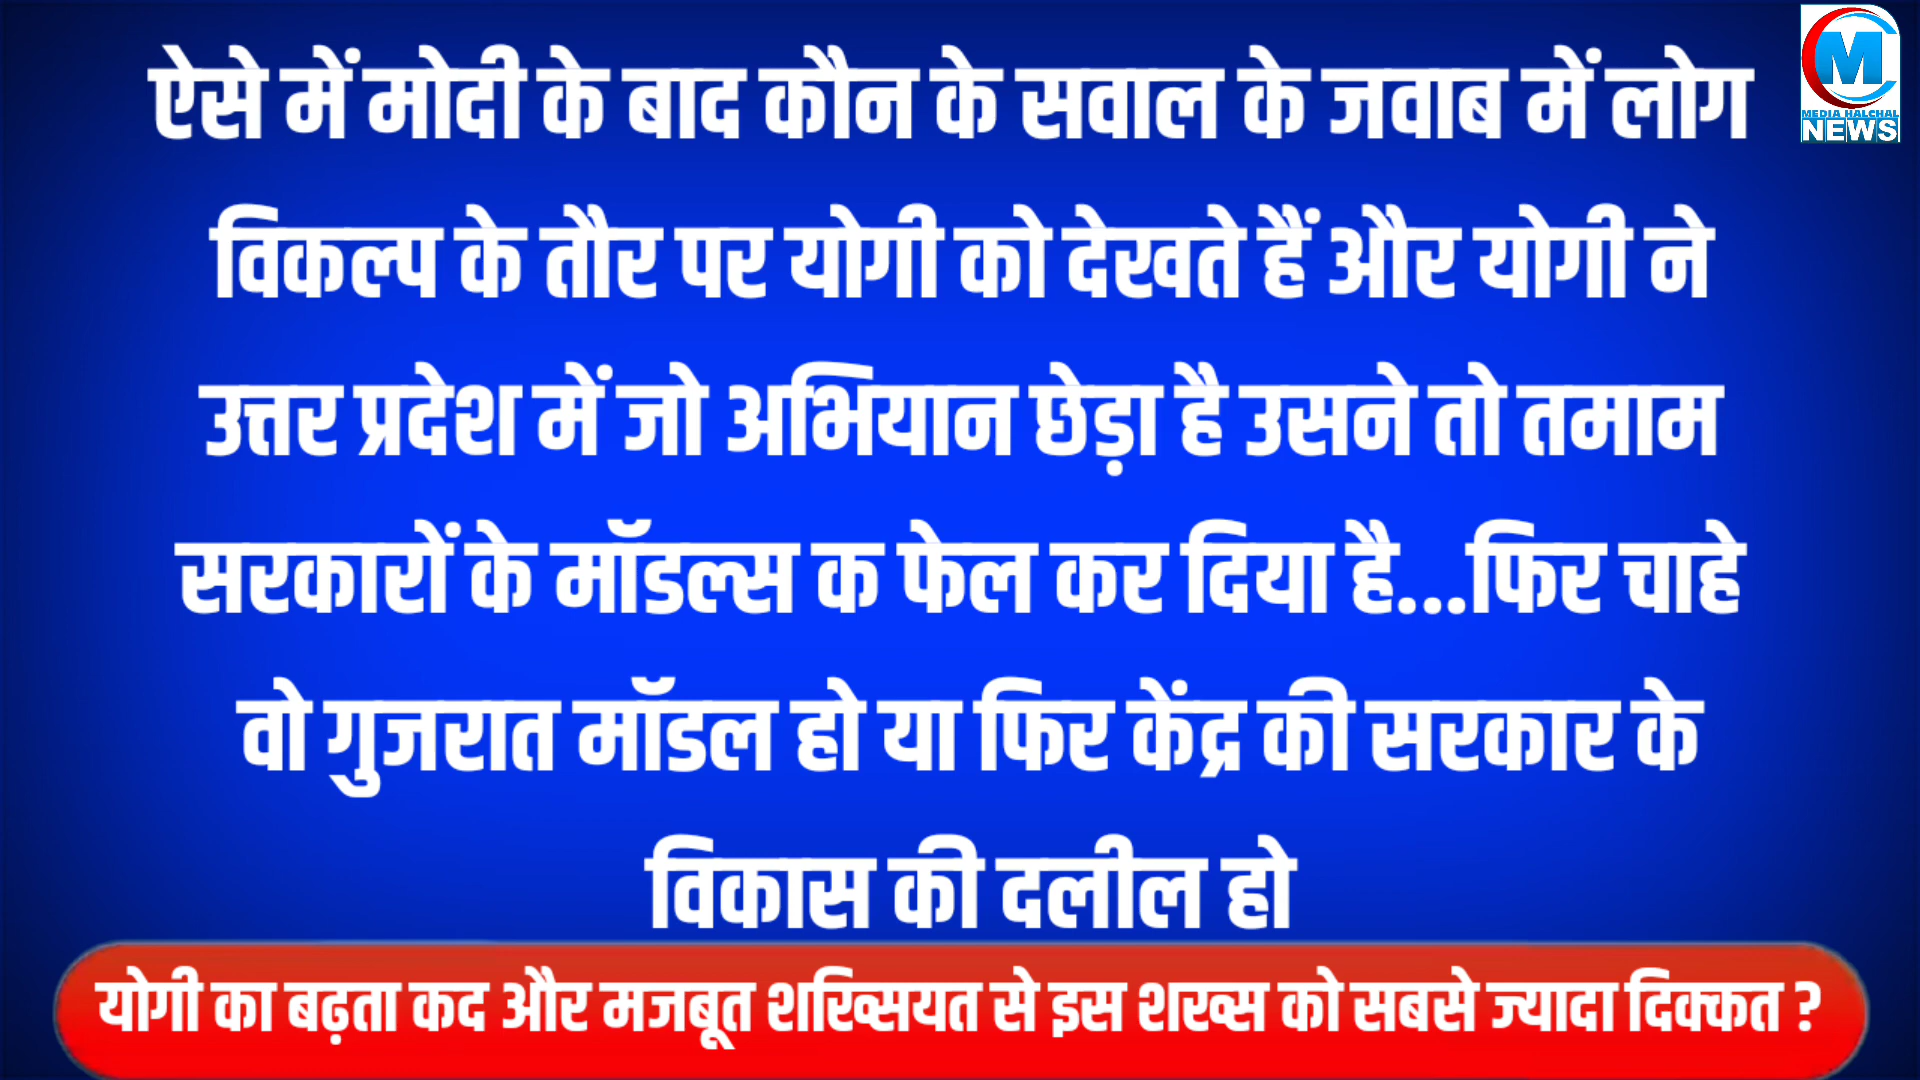 ऐसे में मोदी के बाद कौन के सवाल के जवाब में लोग
विकल्प के तौर पर योगी को देखते हैं और योगी ने
उत्तर प्रदेश में जो अभियान छेड़ा है उसने तो तमाम
सरकारों के मॉडल्स क फेल कर दिया है...फिर चाहे
वो गुजरात मॉडल हो या फिर केंद्र की सरकार के
विकास की दलील हो
योगी का बढ़ता कद और मजबूत शख्सियत से इस शख्स को सबसे ज्यादा दिक्कत ?
MC
MEDIA HALCHAL
NEWS